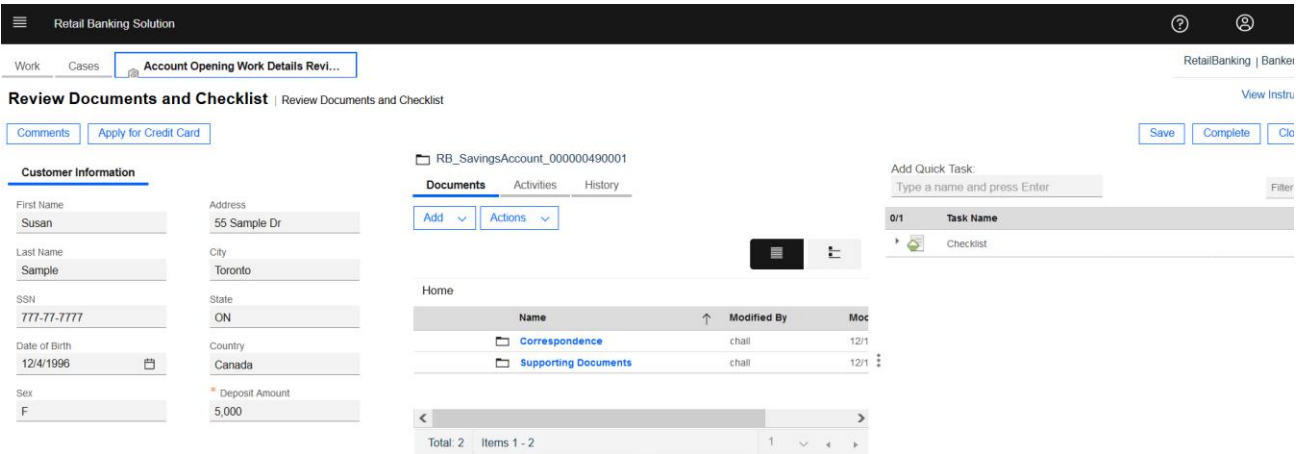 Retail Banking Solution
Work Cases Account Opening Work Details Revi...
RetailBanking | Banker
Review Documents and Checklist | Review Documents and Checklist
View Instru
Comments Apply for Credit Card
Save Complete Clo
Customer Information
First Name Address
Susan 55 Sample Dr
Last Name City
Sample Toronto
SSN State
777-77-7777 ON
Date of Birth Country
12/4/1996 Canada
Sex * Deposit Amount
F 5,000
RB_SavingsAccount_000000490001
Documents Activities History
Add Actions
Home
Name Modified By Moc
Correspondence chall 12/1
Supporting Documents chall 12/1
Total: 2 Items 1 - 2 1
Add Quick Task:
Type a name and press Enter
Filter
0/1 Task Name
Checklist